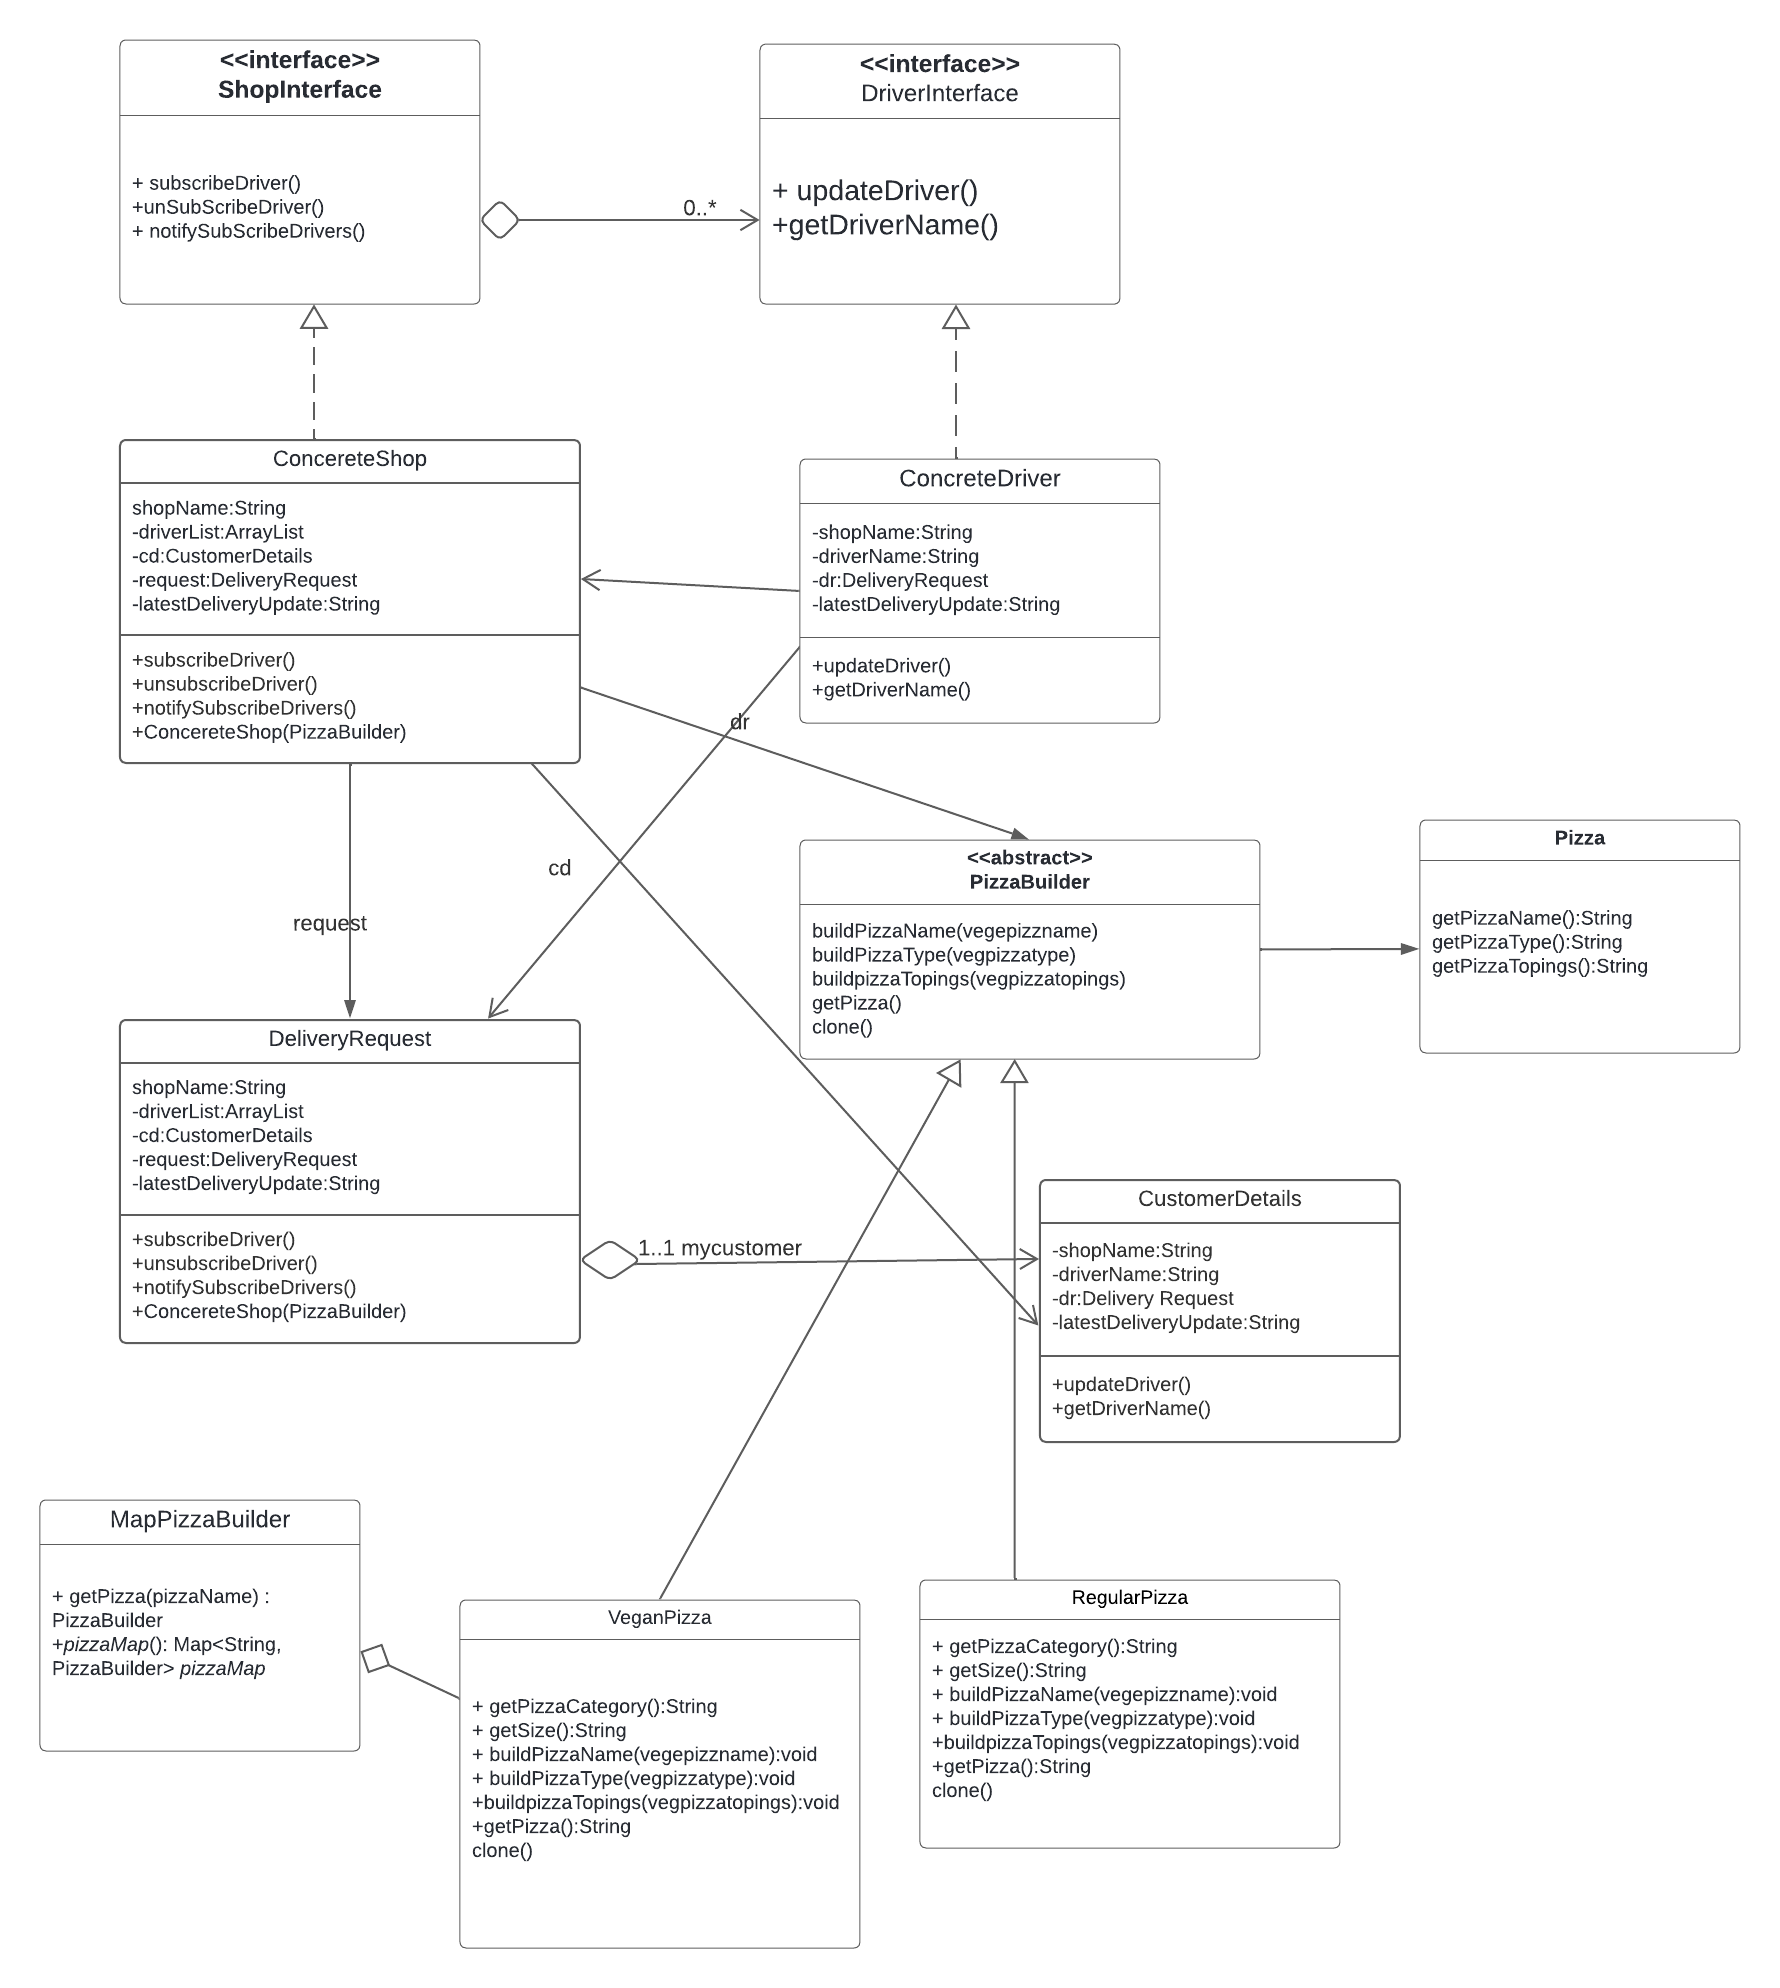 <<interface>>
ShopInterface
+ subscribeDriver()
+unSubScribeDriver()
+ notifySubScribeDrivers()
<<interface>>
DriverInterface
+ updateDriver()
+getDriverName()
0..*
ConcereteShop
shopName:String
-driverList:ArrayList
-cd:CustomerDetails
-request:DeliveryRequest
-latestDeliveryUpdate:String
+subscribeDriver()
+unsubscribeDriver()
+notifySubscribeDrivers()
+ConcereteShop(PizzaBuilder)
ConcreteDriver
-shopName:String
-driverName:String
-dr:DeliveryRequest
-latestDeliveryUpdate:String
+updateDriver()
+getDriverName()
dr
cd
request
<<abstract>>
PizzaBuilder
buildPizzaName(vegepizzname)
buildPizzaType(vegpizzatype)
buildpizzaTopings(vegpizzatopings)
getPizza()
clone()
Pizza
getPizzaName():String
getPizzaType():String
getPizzaTopings():String
DeliveryRequest
shopName:String
-driverList:ArrayList
-cd:CustomerDetails
-request:DeliveryRequest
-latestDeliveryUpdate:String
+subscribeDriver()
+unsubscribeDriver()
+notifySubscribeDrivers()
+ConcereteShop(PizzaBuilder)
1..1 mycustomer
CustomerDetails
-shopName:String
-driverName:String
-dr:Delivery Request
-latestDeliveryUpdate:String
+updateDriver()
+getDriverName()
MapPizzaBuilder
+ getPizza(pizzaName) :
PizzaBuilder
+pizzaMap(): Map<String,
PizzaBuilder> pizzaMap
VeganPizza
+ getPizzaCategory():String
+ getSize():String
+ buildPizzaName(vegepizzname):void
+ buildPizzaType(vegpizzatype):void
+buildpizzaTopings(vegpizzatopings):void
+getPizza():String
clone()
RegularPizza
+ getPizzaCategory():String
+ getSize():String
+ buildPizzaName(vegepizzname):void
+ buildPizzaType(vegpizzatype):void
+buildpizzaTopings(vegpizzatopings):void
+getPizza():String
clone()